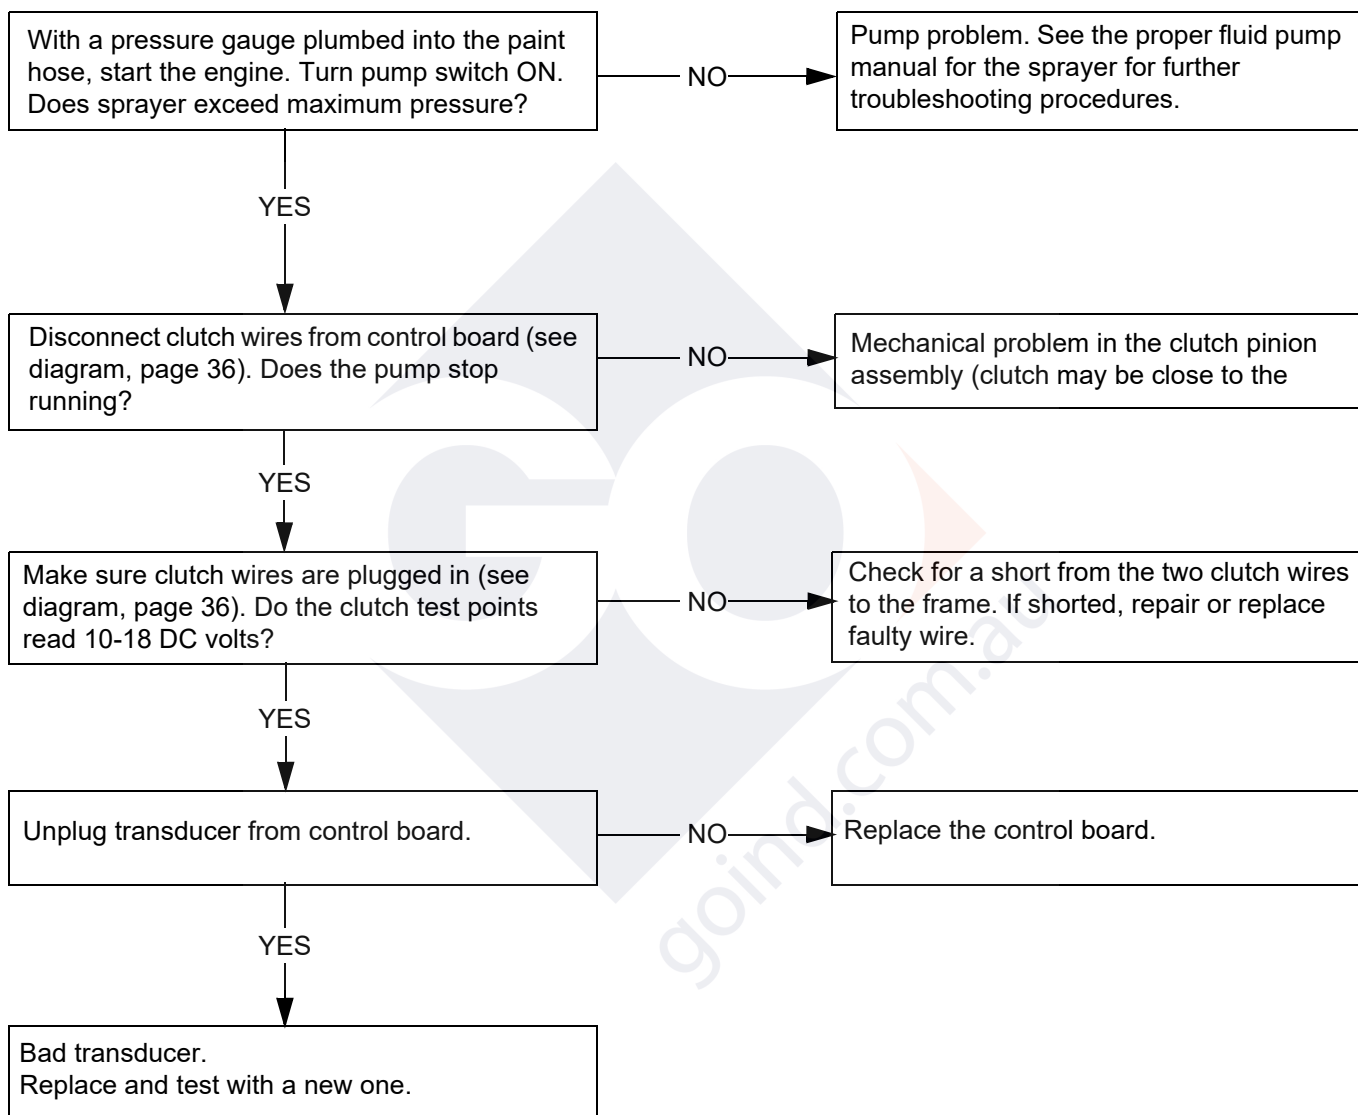 With a pressure gauge plumbed into the paint
hose, start the engine. Turn pump switch ON.
Does sprayer exceed maximum pressure?
NO
Pump problem. See the proper fluid pump
manual for the sprayer for further
troubleshooting procedures.
YES
Disconnect clutch wires from control board (see
diagram, page 36). Does the pump stop
running?
NO
Mechanical problem in the clutch pinion
assembly (clutch may be close to the
YES
Make sure clutch wires are plugged in (see
diagram, page 36). Do the clutch test points
read 10-18 DC volts?
NO
Check for a short from the two clutch wires
to the frame. If shorted, repair or replace
faulty wire.
YES
Unplug transducer from control board.
NO
Replace the control board.
YES
Bad transducer.
Replace and test with a new one.
GO
goind.com.au